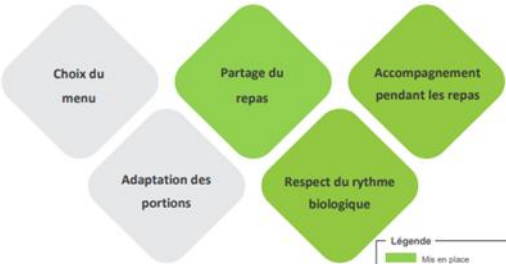 Choix du
menu
Partage du
repas
Accompagnement
pendant les repas
Adaptation des
portions
Respect du rythme
biologique
Légende
Mis en place